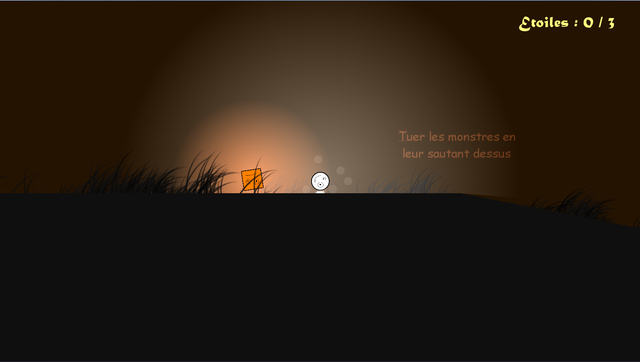 Etoiles : 0 / 3
Tuer les monstres en
leur sautant dessus